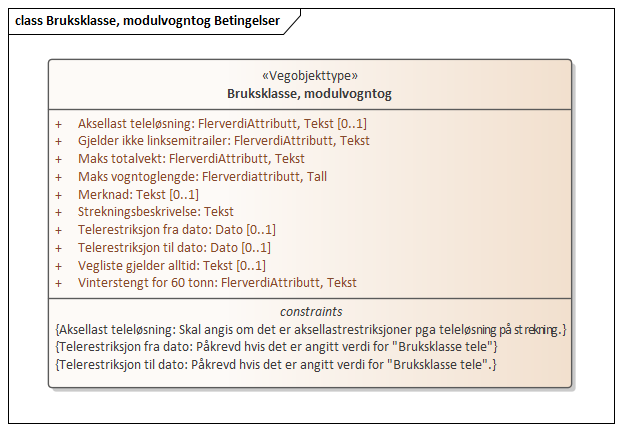 class Bruksklasse, modulvogntog Betingelser
«Vegobjekttype»
Bruksklasse, modulvogntog
+ Aksellast teleløsning: FlerverdiAttributt, Tekst [0..1]
+ Gjelder ikke linksemitrailer: FlerverdiAttributt, Tekst
+ Maks totalvekt: FlerverdiAttributt, Tekst
+ Maks vogntoglengde: Flerverdiattributt, Tall
+ Merknad: Tekst [0..1]
+ Strekningsbeskrivelse: Tekst
+ Telerestriksjon fra dato: Dato [0..1]
+ Telerestriksjon til dato: Dato [0..1]
+ Vegliste gjelder alltid: Tekst [0..1]
+ Vinterstengt for 60 tonn: FlerverdiAttributt, Tekst
constraints
{Aksellast teleløsning: Skal angis om det er aksellastrestriksjoner pga teleløsning på strekning.}
{Telerestriksjon fra dato: Påkrevd hvis det er angitt verdi for "Bruksklasse tele"}
{Telerestriksjon til dato: Påkrevd hvis det er angitt verdi for "Bruksklasse tele".}